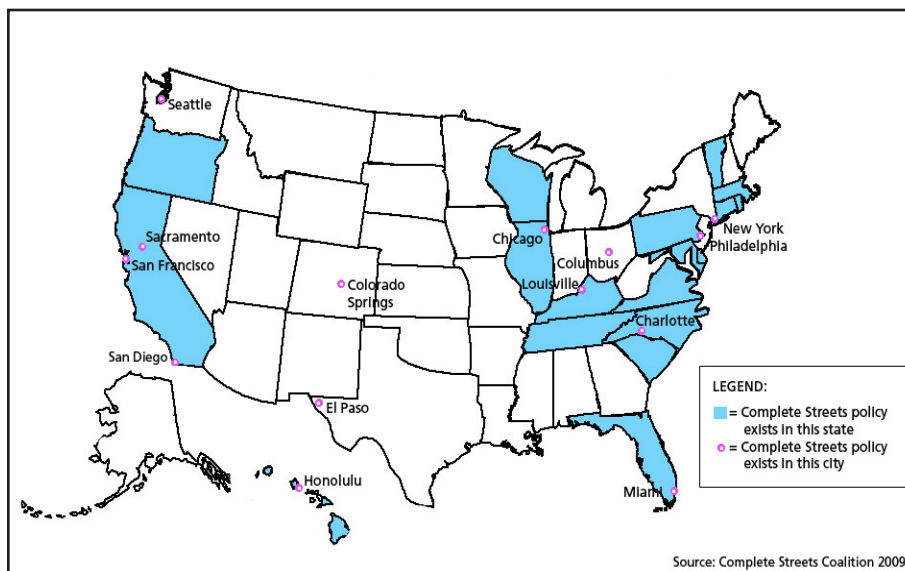 Seattle
Sacramento
San Francisco
Colorado
Springs
San Diego
El Paso
Honolulu
Chicago
Columbus
Louisville
New York
Philadelphia
Charlotte
Miami
LEGEND:
= Complete Streets policy
exists in this state
= Complete Streets policy
exists in this city
Source: Complete Streets Coalition 2009